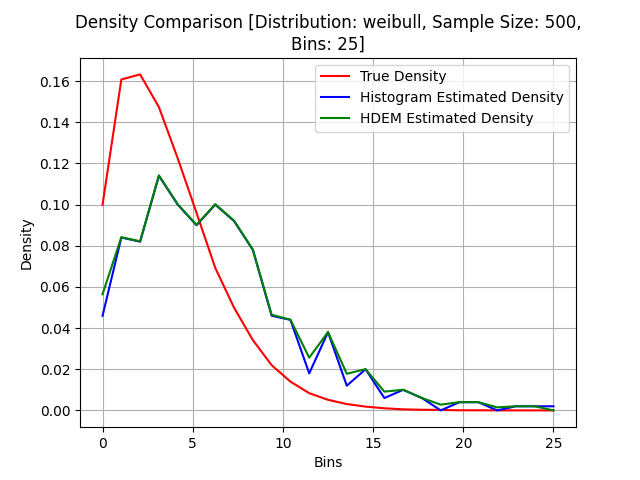 Density Comparison [Distribution: weibull, Sample Size: 500,
Bins: 25]
True Density
Histogram Estimated Density
HDEM Estimated Density
Density
0.16
0.14
0.12
0.10
0.08
0.06
0.04
0.02
0.00
0 5 10 15 20 25
Bins